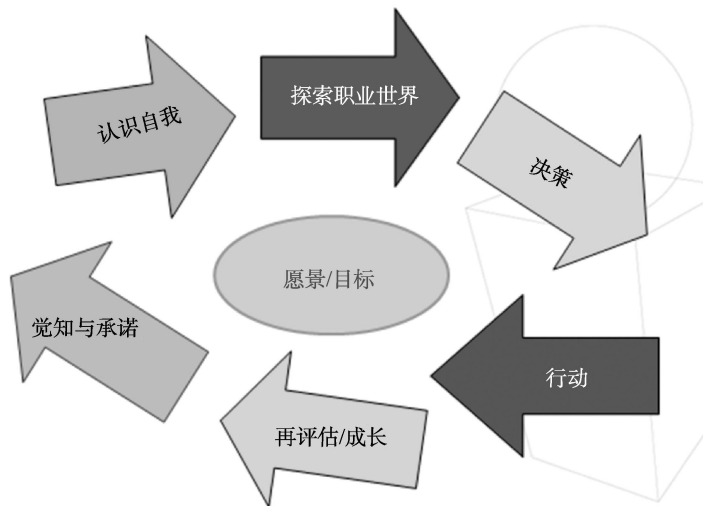 探索职业世界
认识自我
决策
愿景/目标
觉知与承诺
行动
再评估/成长